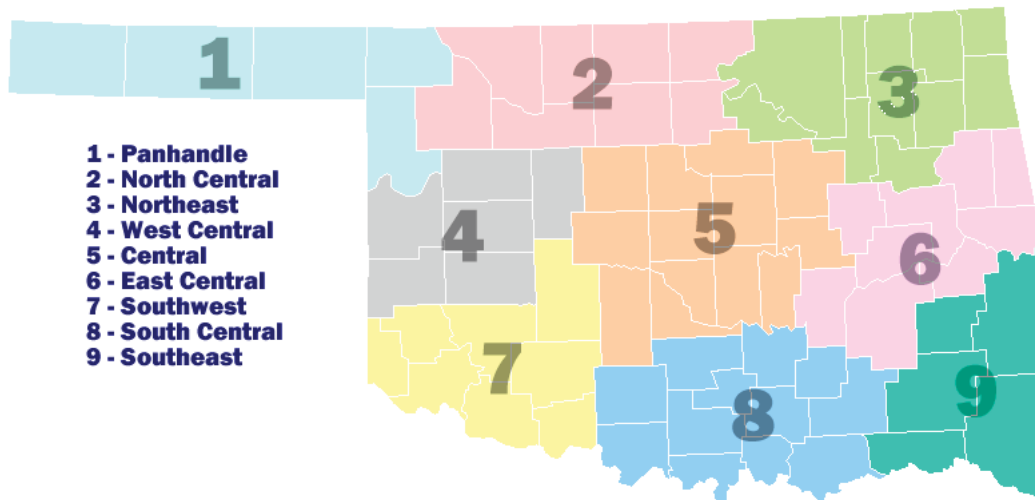 1
2
3
1 - Panhandle
2 - North Central
3 - Northeast
4 - West Central
5 - Central
6 - East Central
7 - Southwest
8 - South Central
9 - Southeast
4
5
6
7
8
9